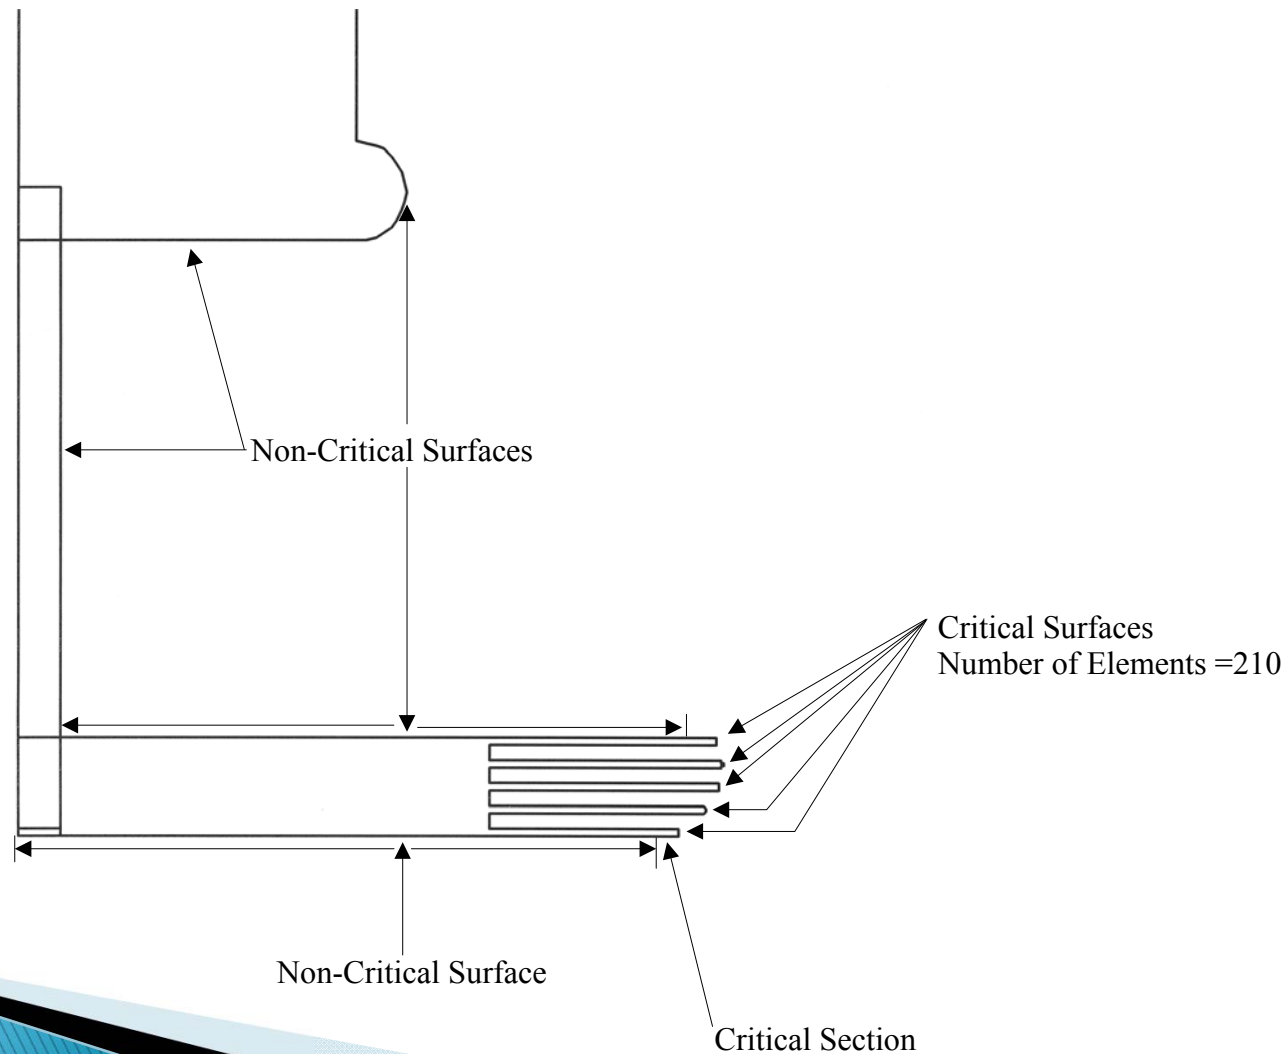 Non-Critical Surfaces
Critical Surfaces
Number of Elements =210
Non-Critical Surface
Critical Section